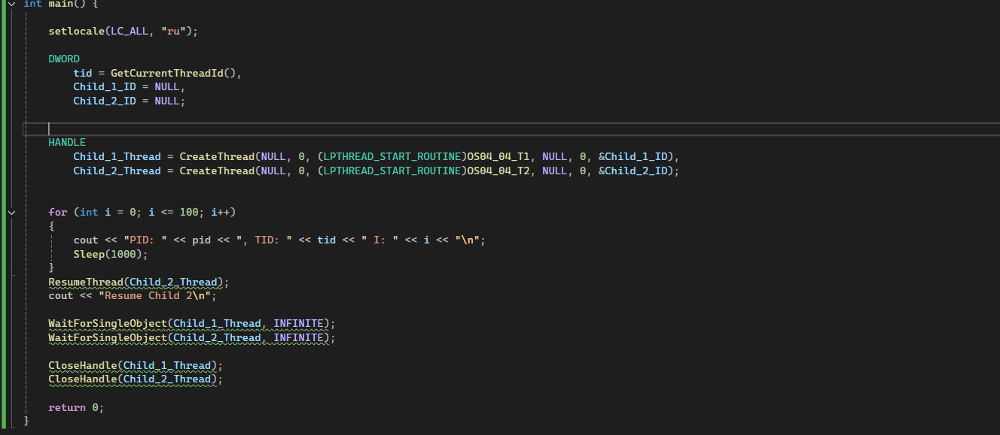 int main() {
setlocale(LC_ALL, "ru");
DWORD
tid = GetCurrentThreadId(),
Child_1_ID = NULL,
Child_2_ID = NULL;
HANDLE
Child_1_Thread = CreateThread(NULL, 0, (LPTHREAD_START_ROUTINE)OS04_04_T1, NULL, 0, &Child_1_ID),
Child_2_Thread = CreateThread(NULL, 0, (LPTHREAD_START_ROUTINE)OS04_04_T2, NULL, 0, &Child_2_ID);
for (int i = 0; i <= 100; i++)
{
cout << "PID: " << pid << ", TID: " << tid << " I: " << i << "\n";
Sleep(1000);
}
ResumeThread(Child_2_Thread);
cout << "Resume Child 2\n";
WaitForSingleObject(Child_1_Thread, INFINITE);
WaitForSingleObject(Child_2_Thread, INFINITE);
CloseHandle(Child_1_Thread);
CloseHandle(Child_2_Thread);
return 0;
}